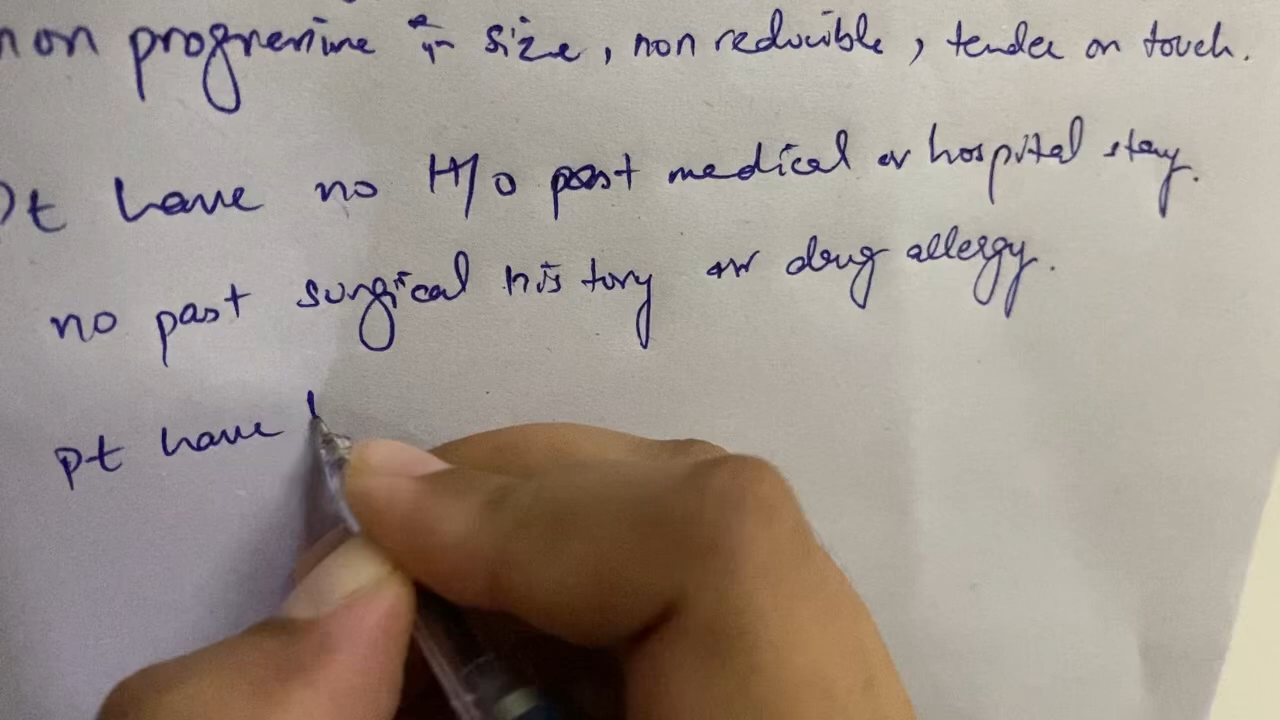 non progressive in size, non reducible, tender on touch.
Pt have no H/o past medical or hospital stay.
no past surgical history or drug allergy.
pt have